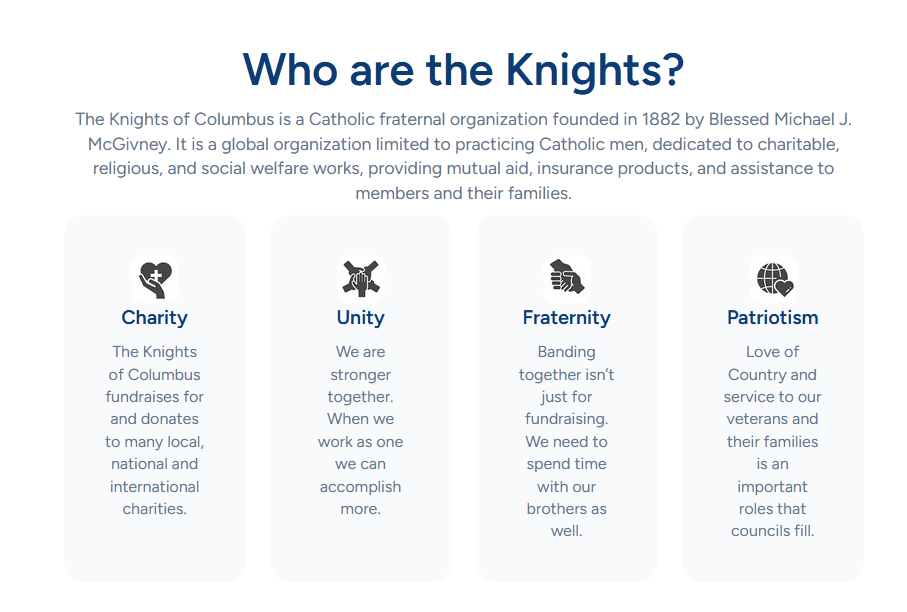 Who are the Knights?
The Knights of Columbus is a Catholic fraternal organization founded in 1882 by Blessed Michael J.
McGivney. It is a global organization limited to practicing Catholic men, dedicated to charitable,
religious, and social welfare works, providing mutual aid, insurance products, and assistance to
members and their families.
Charity
The Knights
of Columbus
fundraises for
and donates
to many local,
national and
international
charities.
Unity
We are
stronger
together.
When we
work as one
we can
accomplish
more.
Fraternity
Banding
together isn’t
just for
fundraising.
We need to
spend time
with our
brothers as
well.
Patriotism
Love of
Country and
service to our
veterans and
their families
is an
important
roles that
councils fill.